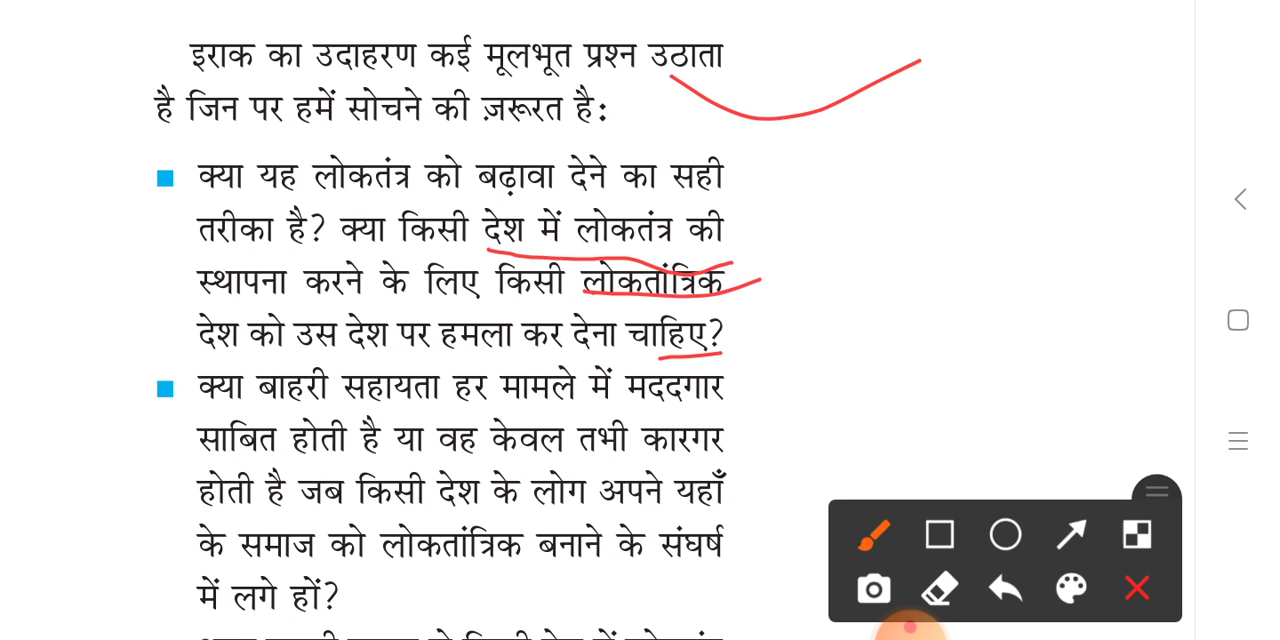 इराक का उदाहरण कई मूलभूत प्रश्न उठाता
है जिन पर हमें सोचने की ज़रूरत है:
क्या यह लोकतंत्र को बढ़ावा देने का सही
तरीका है? क्या किसी देश में लोकतंत्र की
स्थापना करने के लिए किसी लोकतांत्रिक
देश को उस देश पर हमला कर देना चाहिए?
क्या बाहरी सहायता हर मामले में मददगार
साबित होती है या वह केवल तभी कारगर
होती है जब किसी देश के लोग अपने यहाँ
के समाज को लोकतांत्रिक बनाने के संघर्ष
में लगे हों?